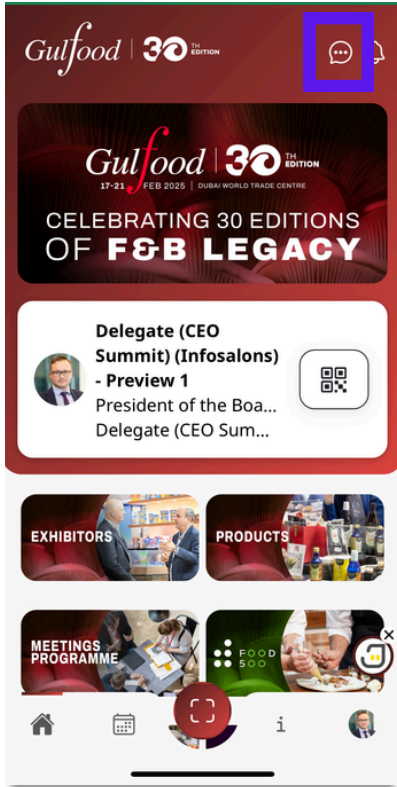 Gulfood 30 TH EDITION
Gulfood 30 TH EDITION
17-21 FEB 2025 | DUBAI WORLD TRADE CENTRE
CELEBRATING 30 EDITIONS
OF F&B LEGACY
Delegate (CEO
Summit) (Infosalons)
- Preview 1
President of the Boa...
Delegate (CEO Sum...
EXHIBITORS
PRODUCTS
MEETINGS
PROGRAMME
FOOD
500